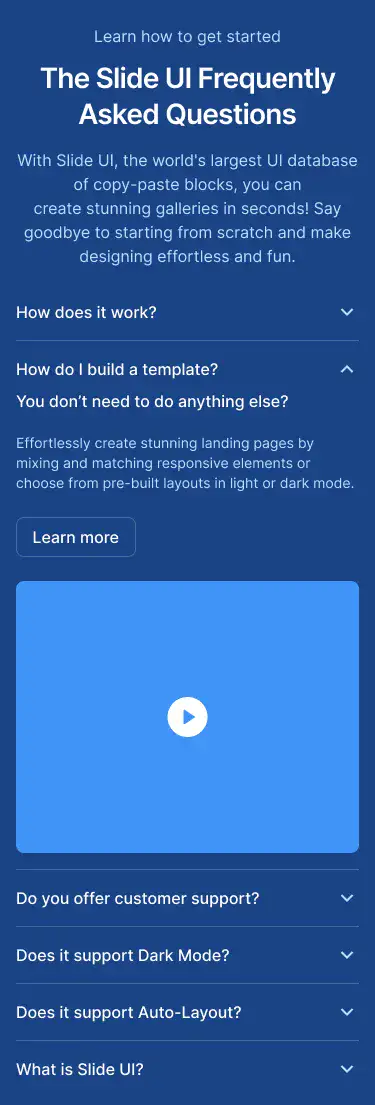 Learn how to get started
The Slide UI Frequently
Asked Questions
With Slide UI, the world's largest UI database
of copy-paste blocks, you can
create stunning galleries in seconds! Say
goodbye to starting from scratch and make
designing effortless and fun.
How does it work?
How do I build a template?
You don’t need to do anything else?
Effortlessly create stunning landing pages by
mixing and matching responsive elements or
choose from pre-built layouts in light or dark mode.
Learn more
Do you offer customer support?
Does it support Dark Mode?
Does it support Auto-Layout?
What is Slide UI?